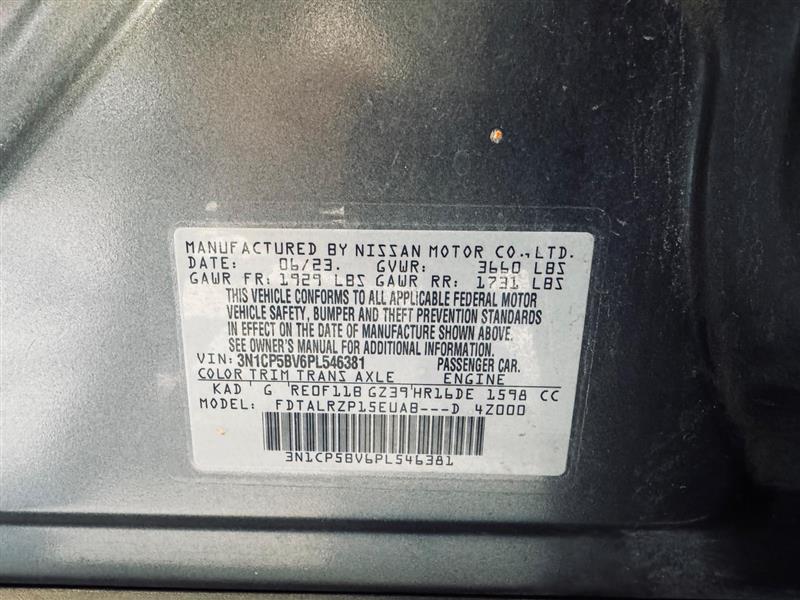 MANUFACTURED BY NISSAN MOTOR CO.,LTD.
DATE: 06/23. GVWR: 3660 LBS
GAWR FR: 1929 LBS GAWR RR: 1731 LBS
THIS VEHICLE CONFORMS TO ALL APPLICABLE FEDERAL MOTOR
VEHICLE SAFETY, BUMPER AND THEFT PREVENTION STANDARDS
IN EFFECT ON THE DATE OF MANUFACTURE SHOWN ABOVE.
SEE OWNER'S MANUAL FOR ADDITIONAL INFORMATION.
VIN: 3N1CP5BV6PL546381 PASSENGER CAR.
COLOR TRIM TRANS AXLE ENGINE
KAD G RE0F11B GZ39 HR16DE 1598 CC
MODEL: FDTALRZP15EUAB---D 4Z000
3N1CP5BV6PL546381